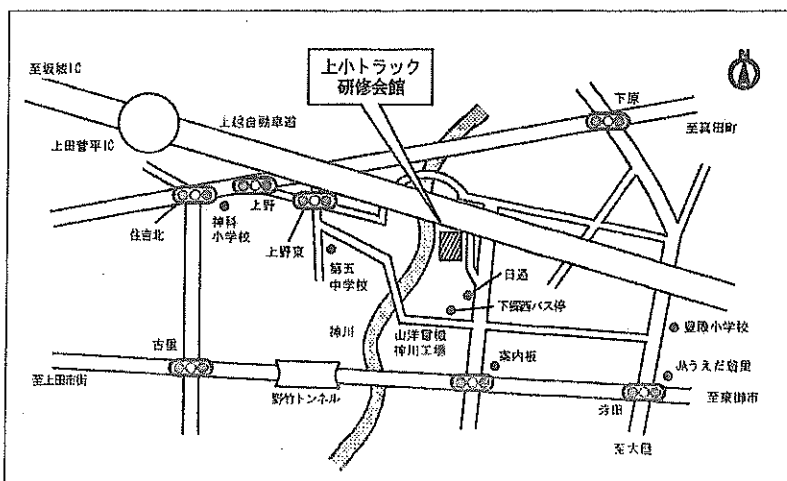 上小トラック
研修会館
N
至坂城IC
上田菅平IC
上越自動車道
下原
至真田町
住吉北
神科
小学校
上野
上野東
第五
中学校
日通
下郷西バス停
神川
山洋電機
神川工場
豊殿小学校
古里
案内板
JAうえだ豊里
至上田市街
野竹トンネル
芳田
至東御市
至大屋